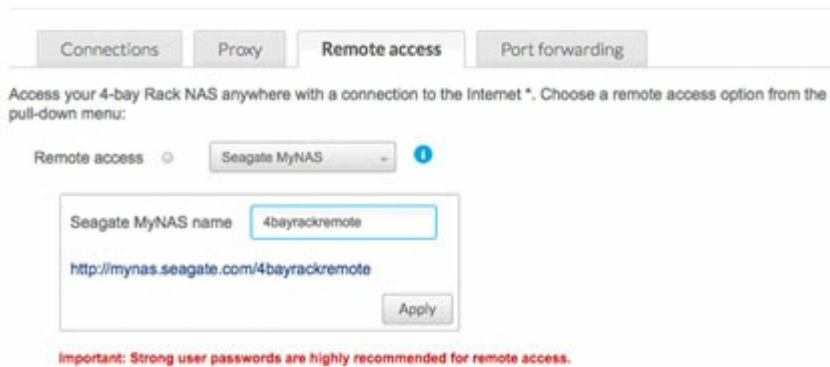 Connections Proxy Remote access Port forwarding
Access your 4-bay Rack NAS anywhere with a connection to the Internet *. Choose a remote access option from the
pull-down menu:
Remote access Seagate MyNAS i
Seagate MyNAS name 4bayrackremote
http://mynas.seagate.com/4bayrackremote
Apply
Important: Strong user passwords are highly recommended for remote access.